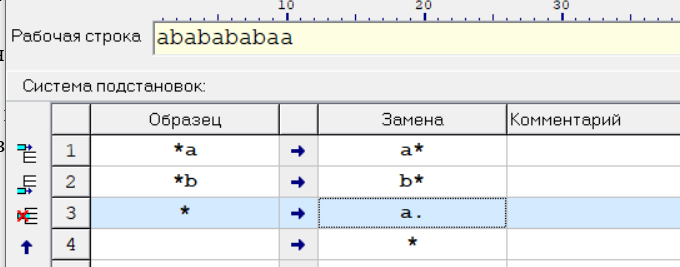 10 20 30
Рабочая строка ababababaa
Система подстановок:
Образец Замена Комментарий
1 *a → a*
2 *b → b*
3 * → a.
4 → *